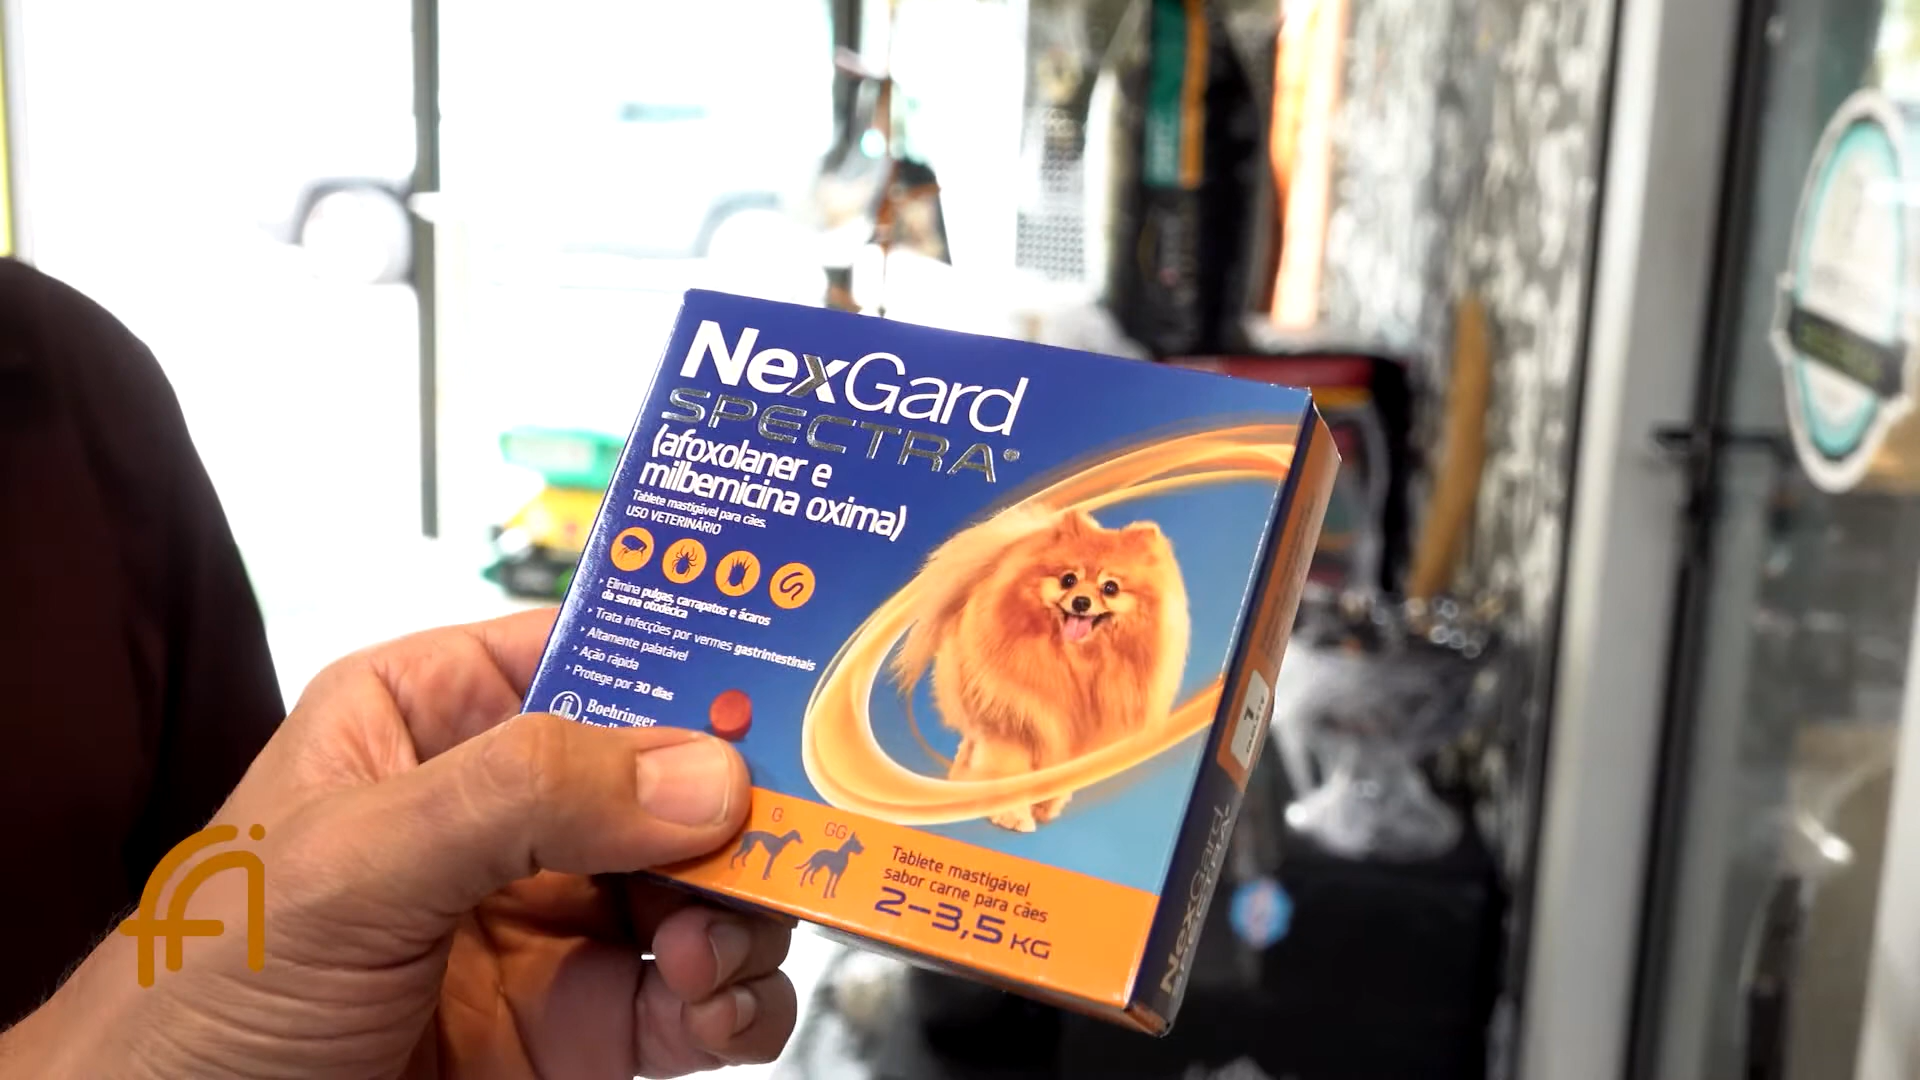 NexGard
SPECTRA®
(afoxolaner e
milbemicina oxima)
Tablete mastigável para cães.
USO VETERINÁRIO
Elimina pulgas, carrapatos e ácaros
da sarna otodécica
Trata infecções por vermes gastrintestinais
Altamente palatável
Ação rápida
Protege por 30 dias
Boehringer
G GG
Tablete mastigável
sabor carne para cães
2-3,5 KG
1
NexGard
SPECTRA